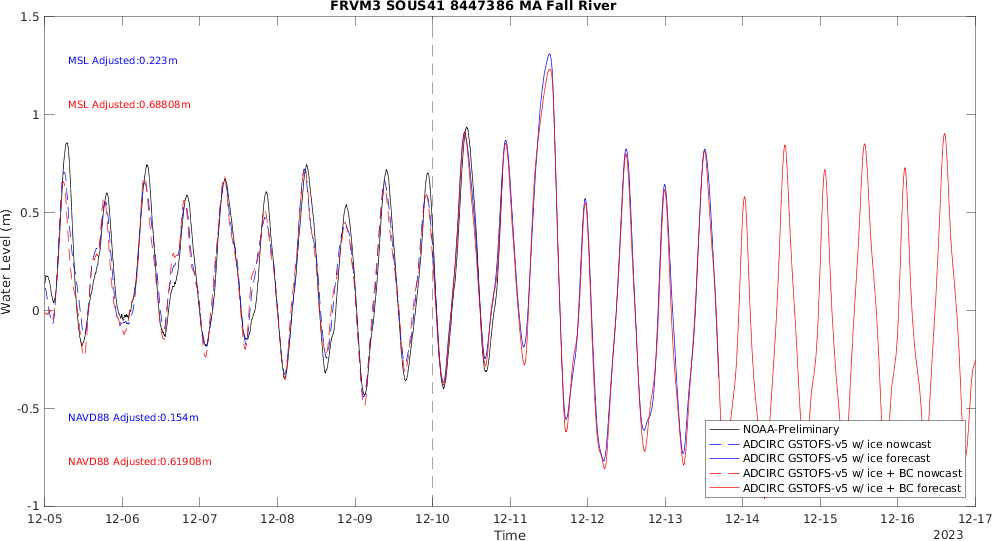 FRVM3 SOUS41 8447386 MA Fall River
Water Level (m)
1.5
1
0.5
0
-0.5
-1
MSL Adjusted:0.223m
MSL Adjusted:0.68808m
NAVD88 Adjusted:0.154m
NAVD88 Adjusted:0.61908m
NOAA-Preliminary
ADCIRC GSTOFS-v5 w/ ice nowcast
ADCIRC GSTOFS-v5 w/ ice forecast
ADCIRC GSTOFS-v5 w/ ice + BC nowcast
ADCIRC GSTOFS-v5 w/ ice + BC forecast
12-05 12-06 12-07 12-08 12-09 12-10 12-11 12-12 12-13 12-14 12-15 12-16 12-17
Time
2023